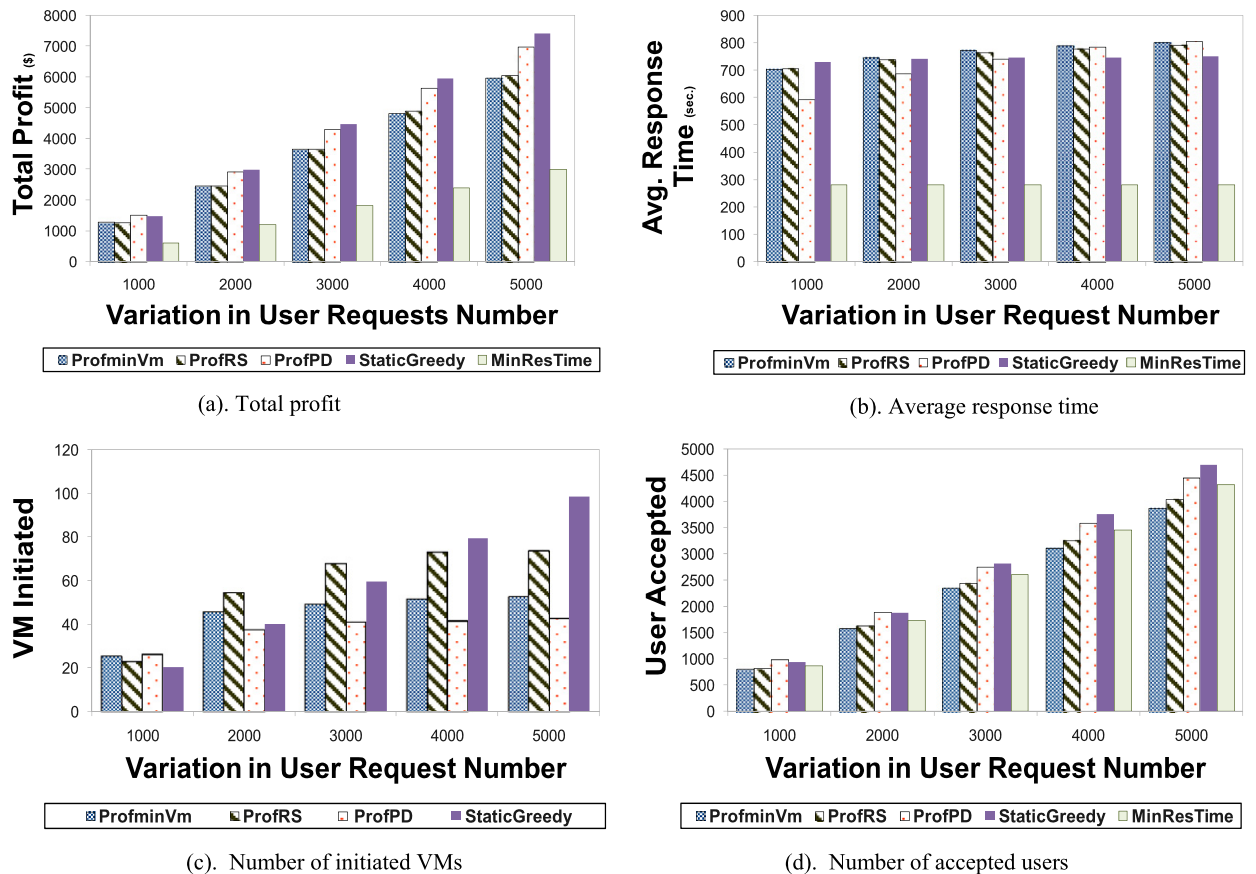 8000
7000
6000
5000
4000
3000
2000
1000
0
Total Profit ($)
1000 2000 3000 4000 5000
Variation in User Requests Number
ProfminVm ProfRS ProfPD StaticGreedy MinResTime
(a). Total profit
900
800
700
600
500
400
300
200
100
0
Avg. Response
Time (sec.)
1000 2000 3000 4000 5000
Variation in User Request Number
ProfminVm ProfRS ProfPD StaticGreedy MinResTime
(b). Average response time
120
100
80
60
40
20
0
VM Initiated
1000 2000 3000 4000 5000
Variation in User Request Number
ProfminVm ProfRS ProfPD StaticGreedy
(c). Number of initiated VMs
5000
4500
4000
3500
3000
2500
2000
1500
1000
500
0
User Accepted
1000 2000 3000 4000 5000
Variation in User Request Number
ProfminVm ProfRS ProfPD StaticGreedy MinResTime
(d). Number of accepted users